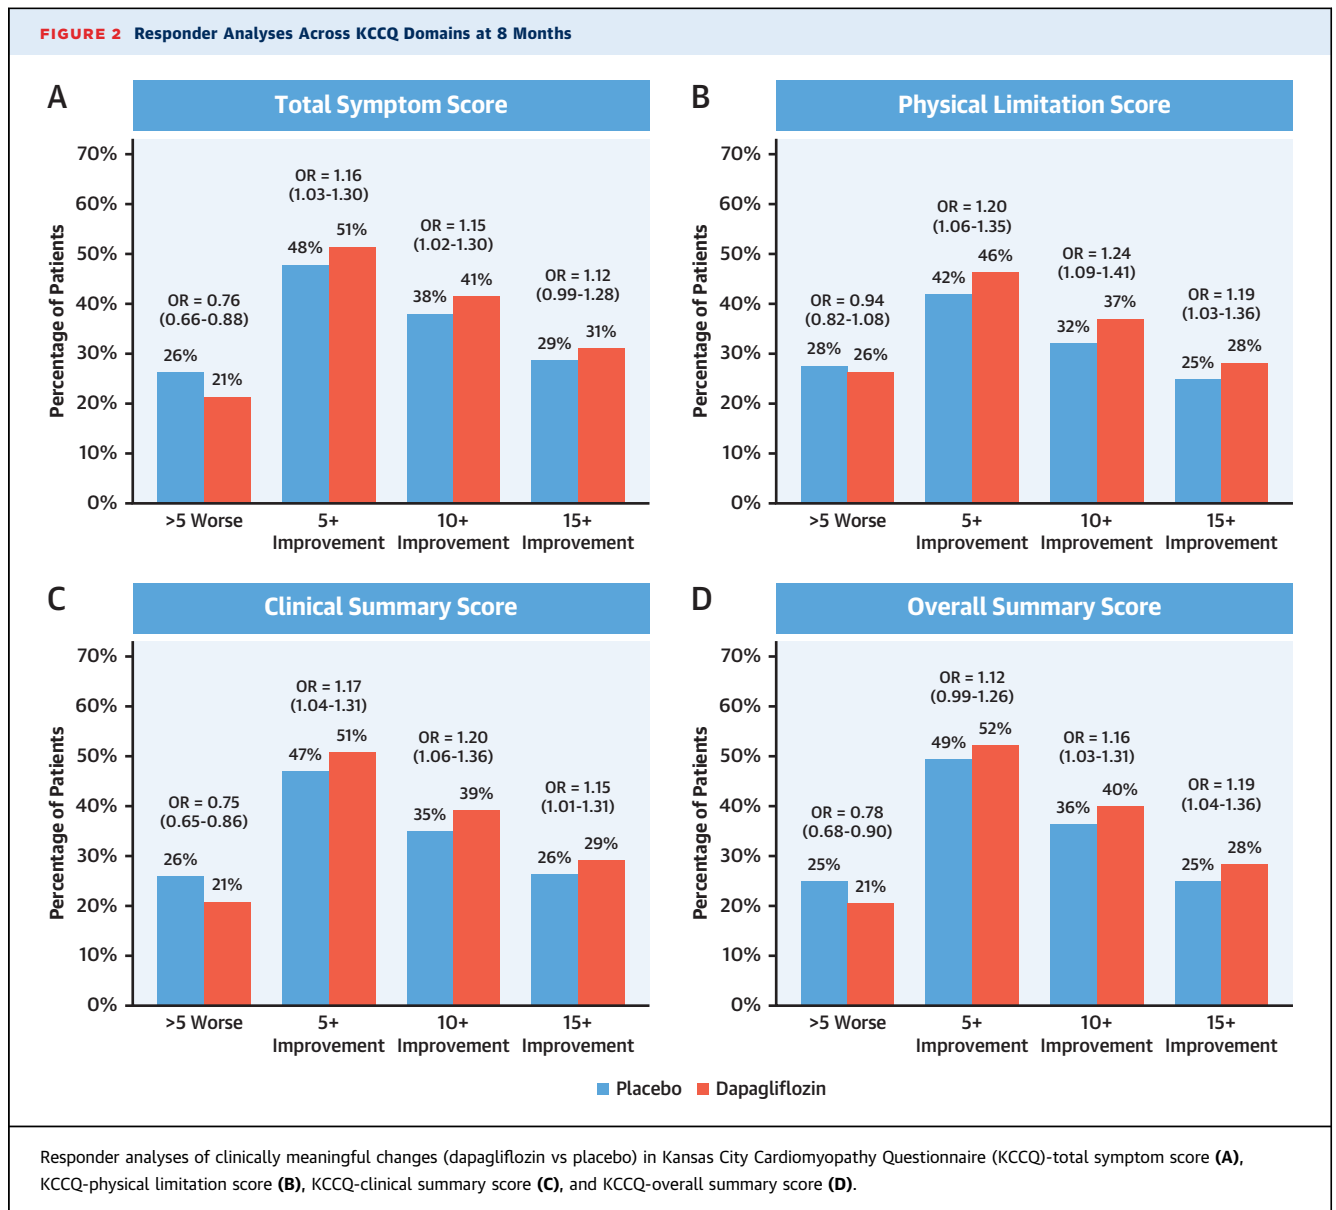 FIGURE 2 Responder Analyses Across KCCQ Domains at 8 Months
A
Total Symptom Score
Percentage of Patients
70%
60%
50%
40%
30%
20%
10%
0%
OR = 0.76
(0.66-0.88)
26%
21%
OR = 1.16
(1.03-1.30)
48%
51%
OR = 1.15
(1.02-1.30)
38%
41%
OR = 1.12
(0.99-1.28)
29%
31%
>5 Worse
5+
Improvement
10+
Improvement
15+
Improvement
B
Physical Limitation Score
Percentage of Patients
70%
60%
50%
40%
30%
20%
10%
0%
OR = 0.94
(0.82-1.08)
28%
26%
OR = 1.20
(1.06-1.35)
42%
46%
OR = 1.24
(1.09-1.41)
32%
37%
OR = 1.19
(1.03-1.36)
25%
28%
>5 Worse
5+
Improvement
10+
Improvement
15+
Improvement
C
Clinical Summary Score
Percentage of Patients
70%
60%
50%
40%
30%
20%
10%
0%
OR = 0.75
(0.65-0.86)
26%
21%
OR = 1.17
(1.04-1.31)
47%
51%
OR = 1.20
(1.06-1.36)
35%
39%
OR = 1.15
(1.01-1.31)
26%
29%
>5 Worse
5+
Improvement
10+
Improvement
15+
Improvement
D
Overall Summary Score
Percentage of Patients
70%
60%
50%
40%
30%
20%
10%
0%
OR = 0.78
(0.68-0.90)
25%
21%
OR = 1.12
(0.99-1.26)
49%
52%
OR = 1.16
(1.03-1.31)
36%
40%
OR = 1.19
(1.04-1.36)
25%
28%
>5 Worse
5+
Improvement
10+
Improvement
15+
Improvement
Placebo Dapagliflozin
Responder analyses of clinically meaningful changes (dapagliflozin vs placebo) in Kansas City Cardiomyopathy Questionnaire (KCCQ)-total symptom score (A),
KCCQ-physical limitation score (B), KCCQ-clinical summary score (C), and KCCQ-overall summary score (D).